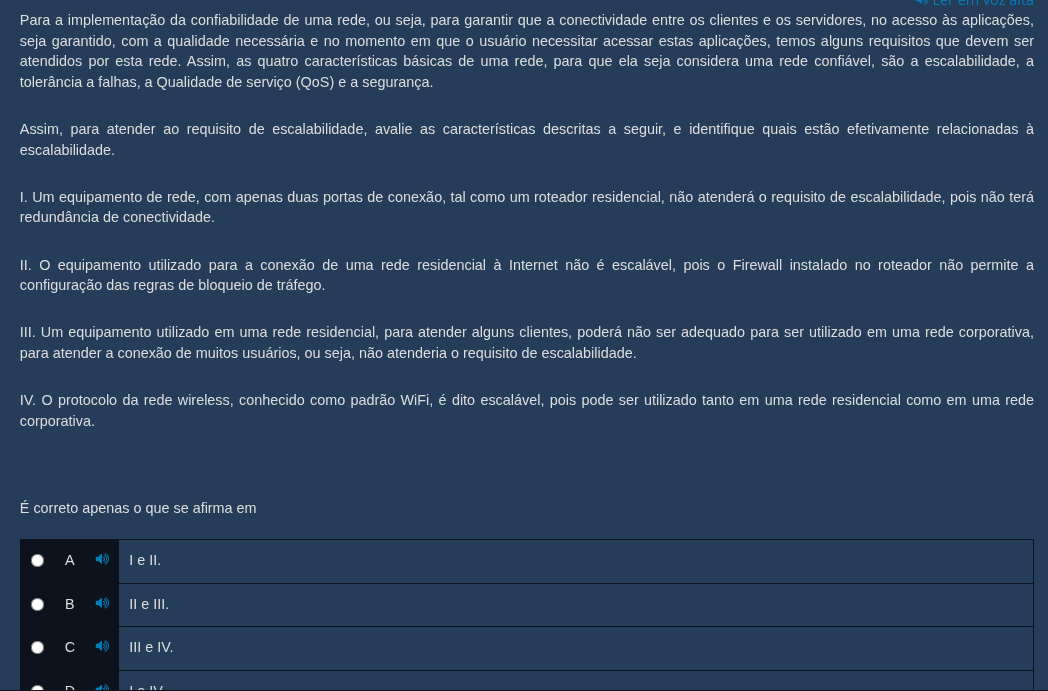 Ler em voz alta
Para a implementação da confiabilidade de uma rede, ou seja, para garantir que a conectividade entre os clientes e os servidores, no acesso às aplicações,
seja garantido, com a qualidade necessária e no momento em que o usuário necessitar acessar estas aplicações, temos alguns requisitos que devem ser
atendidos por esta rede. Assim, as quatro características básicas de uma rede, para que ela seja considera uma rede confiável, são a escalabilidade, a
tolerância a falhas, a Qualidade de serviço (QoS) e a segurança.
Assim, para atender ao requisito de escalabilidade, avalie as características descritas a seguir, e identifique quais estão efetivamente relacionadas à
escalabilidade.
I. Um equipamento de rede, com apenas duas portas de conexão, tal como um roteador residencial, não atenderá o requisito de escalabilidade, pois não terá
redundância de conectividade.
II. O equipamento utilizado para a conexão de uma rede residencial à Internet não é escalável, pois o Firewall instalado no roteador não permite a
configuração das regras de bloqueio de tráfego.
III. Um equipamento utilizado em uma rede residencial, para atender alguns clientes, poderá não ser adequado para ser utilizado em uma rede corporativa,
para atender a conexão de muitos usuários, ou seja, não atenderia o requisito de escalabilidade.
IV. O protocolo da rede wireless, conhecido como padrão WiFi, é dito escalável, pois pode ser utilizado tanto em uma rede residencial como em uma rede
corporativa.
É correto apenas o que se afirma em
A I e II.
B II e III.
C III e IV.
D I e IV.